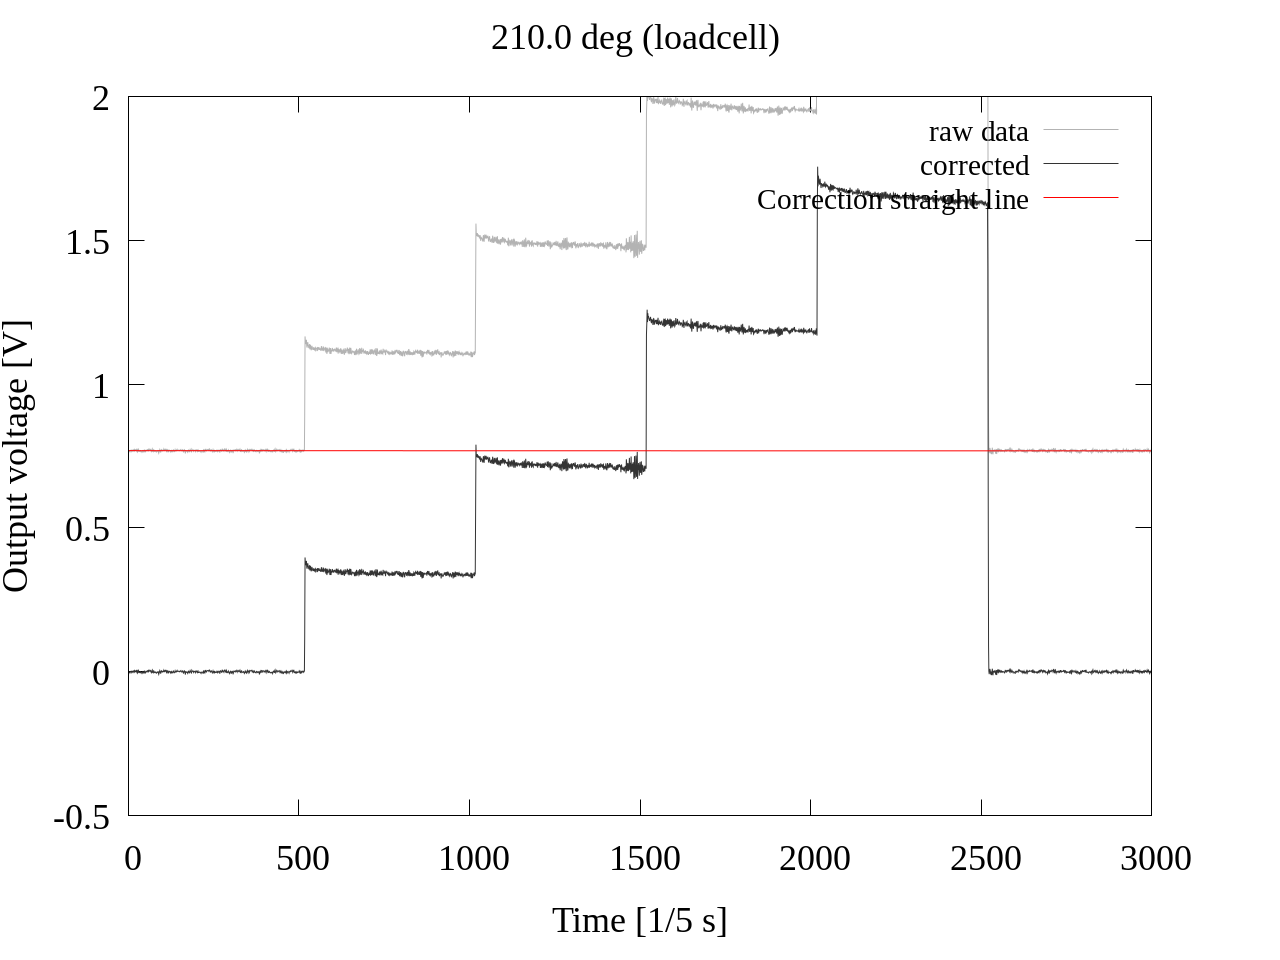 210.0 deg (loadcell)
2
1.5
1
0.5
0
-0.5
Output voltage [V]
raw data
corrected
Correction straight line
0 500 1000 1500 2000 2500 3000
Time [1/5 s]